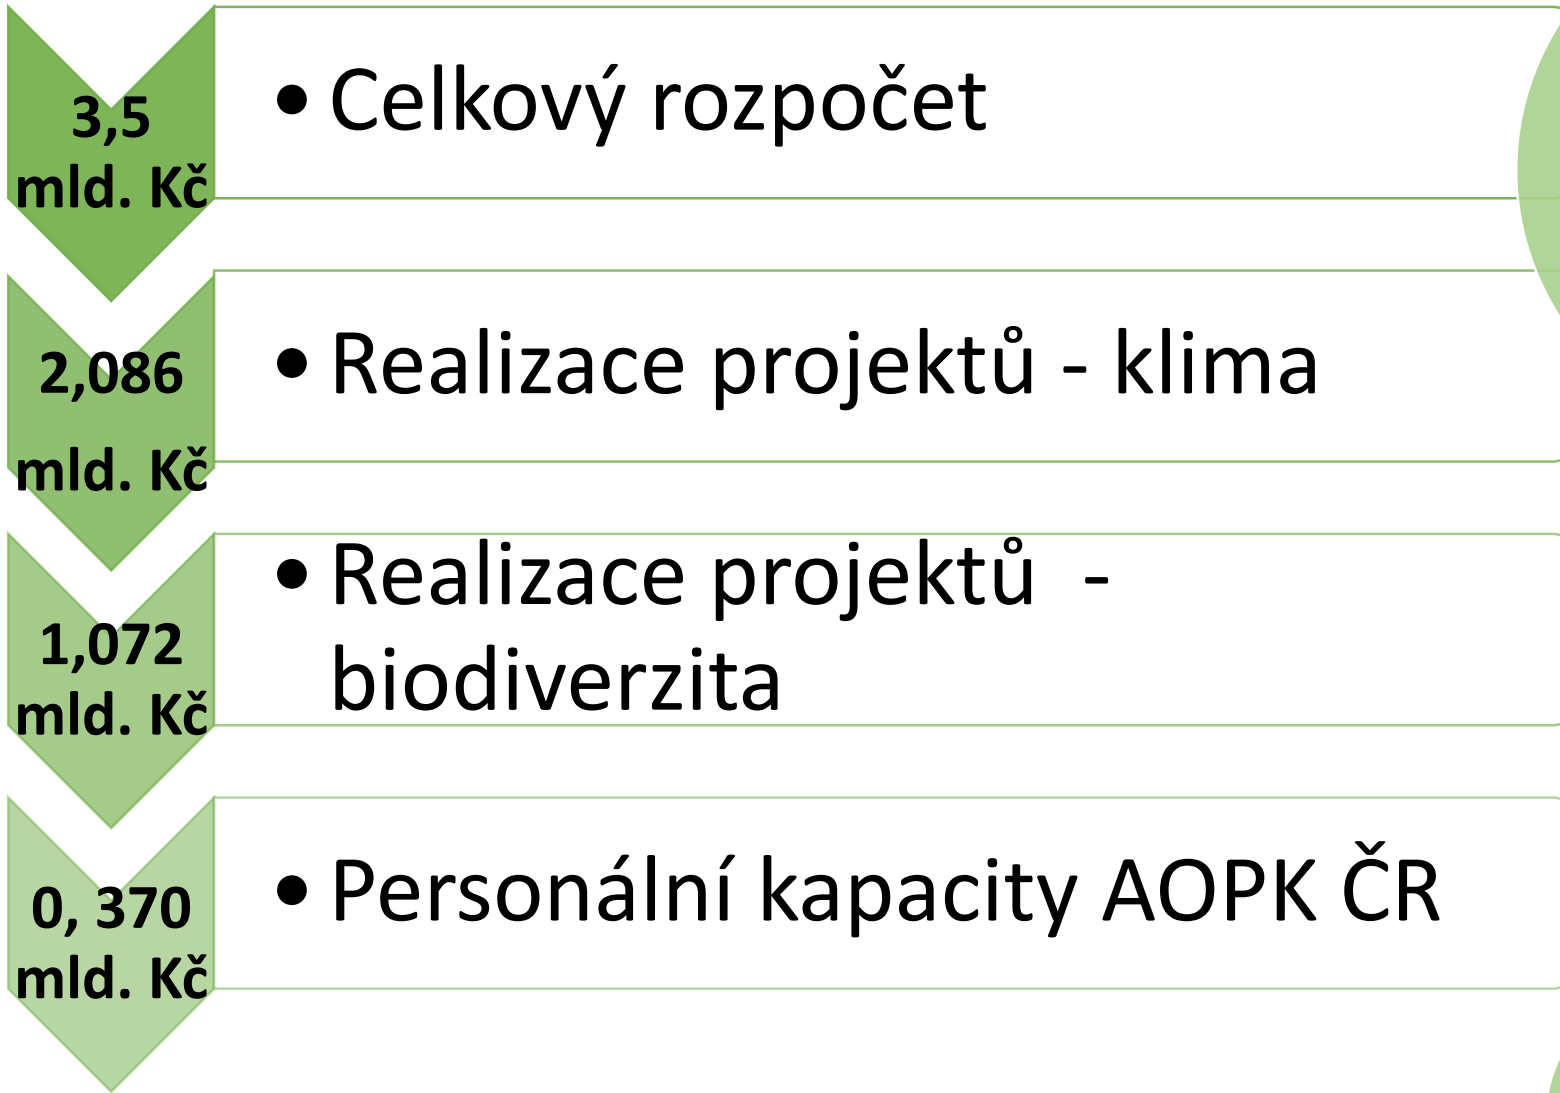 3,5
mld. Kč
• Celkový rozpočet
2,086
mld. Kč
• Realizace projektů - klima
1,072
mld. Kč
• Realizace projektů  -
biodiverzita
0, 370
mld. Kč
• Personální kapacity AOPK ČR